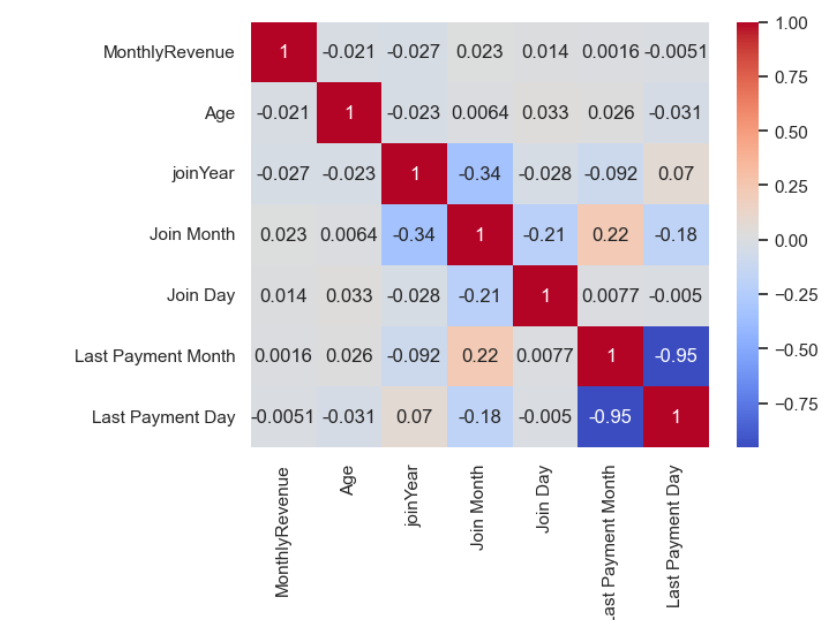 MonthlyRevenue 1 -0.021 -0.027 0.023 0.014 0.0016 -0.0051
Age -0.021 1 -0.023 0.0064 0.033 0.026 -0.031
joinYear -0.027 -0.023 1 -0.34 -0.028 -0.092 0.07
Join Month 0.023 0.0064 -0.34 1 -0.21 0.22 -0.18
Join Day 0.014 0.033 -0.028 -0.21 1 0.0077 -0.005
Last Payment Month 0.0016 0.026 -0.092 0.22 0.0077 1 -0.95
Last Payment Day -0.0051 -0.031 0.07 -0.18 -0.005 -0.95 1
MonthlyRevenue
Age
joinYear
Join Month
Join Day
ast Payment Month
Last Payment Day
1.00
0.75
0.50
0.25
0.00
−0.25
−0.50
−0.75